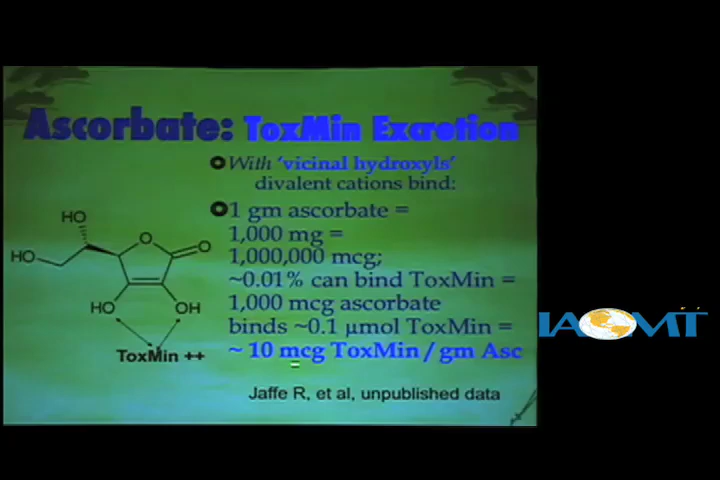 Ascorbate: ToxMin Excretion
With 'vicinal hydroxyls'
divalent cations bind:
1 gm ascorbate =
1,000 mg =
1,000,000 mcg;
~0.01% can bind ToxMin =
1,000 mcg ascorbate
binds ~0.1 µmol ToxMin =
~ 10 mcg ToxMin / gm Asc
HO
O
O
HO
HO
OH
ToxMin ++
Jaffe R, et al, unpublished data
IAOMT